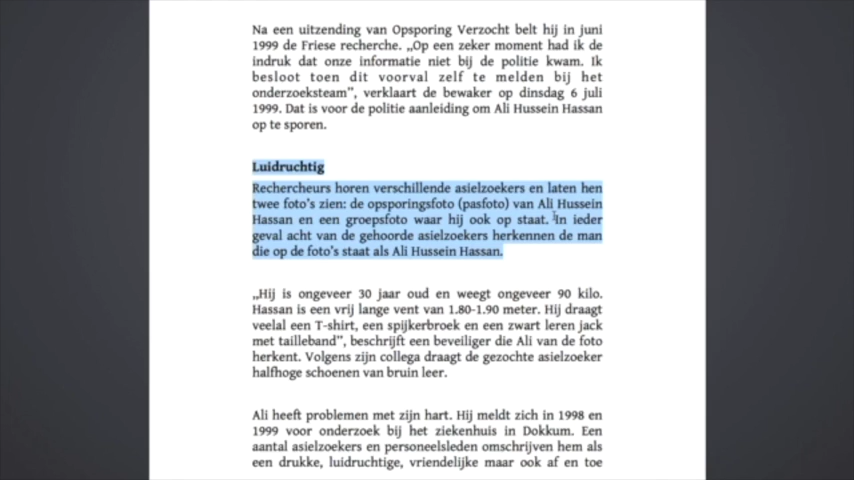 Na een uitzending van Opsporing Verzocht belt hij in juni
1999 de Friese recherche. „Op een zeker moment had ik de
indruk dat onze informatie niet bij de politie kwam. Ik
besloot toen dit voorval zelf te melden bij het
onderzoeksteam”, verklaart de bewaker op dinsdag 6 juli
1999. Dat is voor de politie aanleiding om Ali Hussein Hassan
op te sporen.
Luidruchtig
Rechercheurs horen verschillende asielzoekers en laten hen
twee foto's zien: de opsporingsfoto (pasfoto) van Ali Hussein
Hassan en een groepsfoto waar hij ook op staat. In ieder
geval acht van de gehoorde asielzoekers herkennen de man
die op de foto's staat als Ali Hussein Hassan.
„Hij is ongeveer 30 jaar oud en weegt ongeveer 90 kilo.
Hassan is een vrij lange vent van 1.80-1.90 meter. Hij draagt
veelal een T-shirt, een spijkerbroek en een zwart leren jack
met tailleband”, beschrijft een beveiliger die Ali van de foto
herkent. Volgens zijn collega draagt de gezochte asielzoeker
halfhoge schoenen van bruin leer.
Ali heeft problemen met zijn hart. Hij meldt zich in 1998 en
1999 voor onderzoek bij het ziekenhuis in Dokkum. Een
aantal asielzoekers en personeelsleden omschrijven hem als
een drukke, luidruchtige, vriendelijke maar ook af en toe